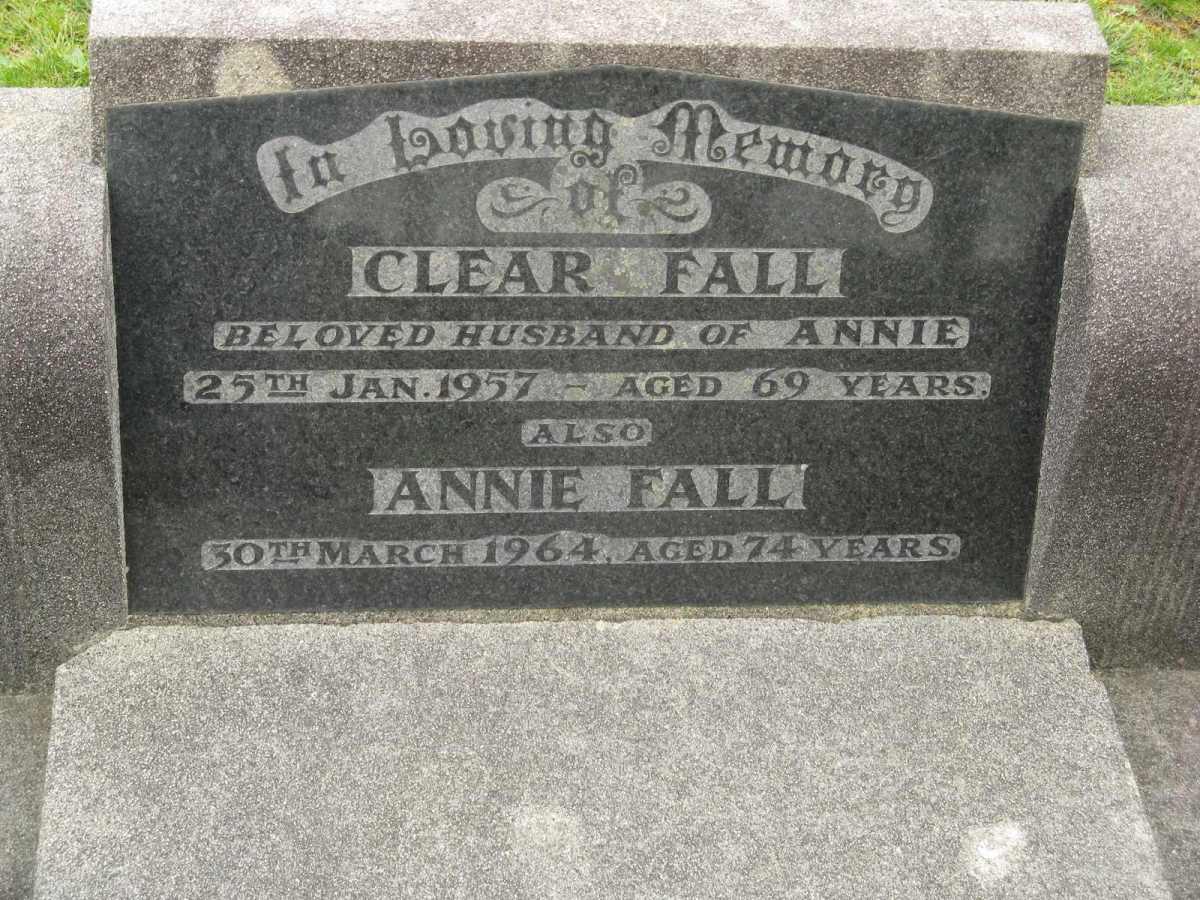 In Loving Memory
of
CLEAR FALL
BELOVED HUSBAND OF ANNIE
25TH JAN. 1957 - AGED 69 YEARS.
ALSO
ANNIE FALL
30TH MARCH 1964, AGED 74 YEARS.